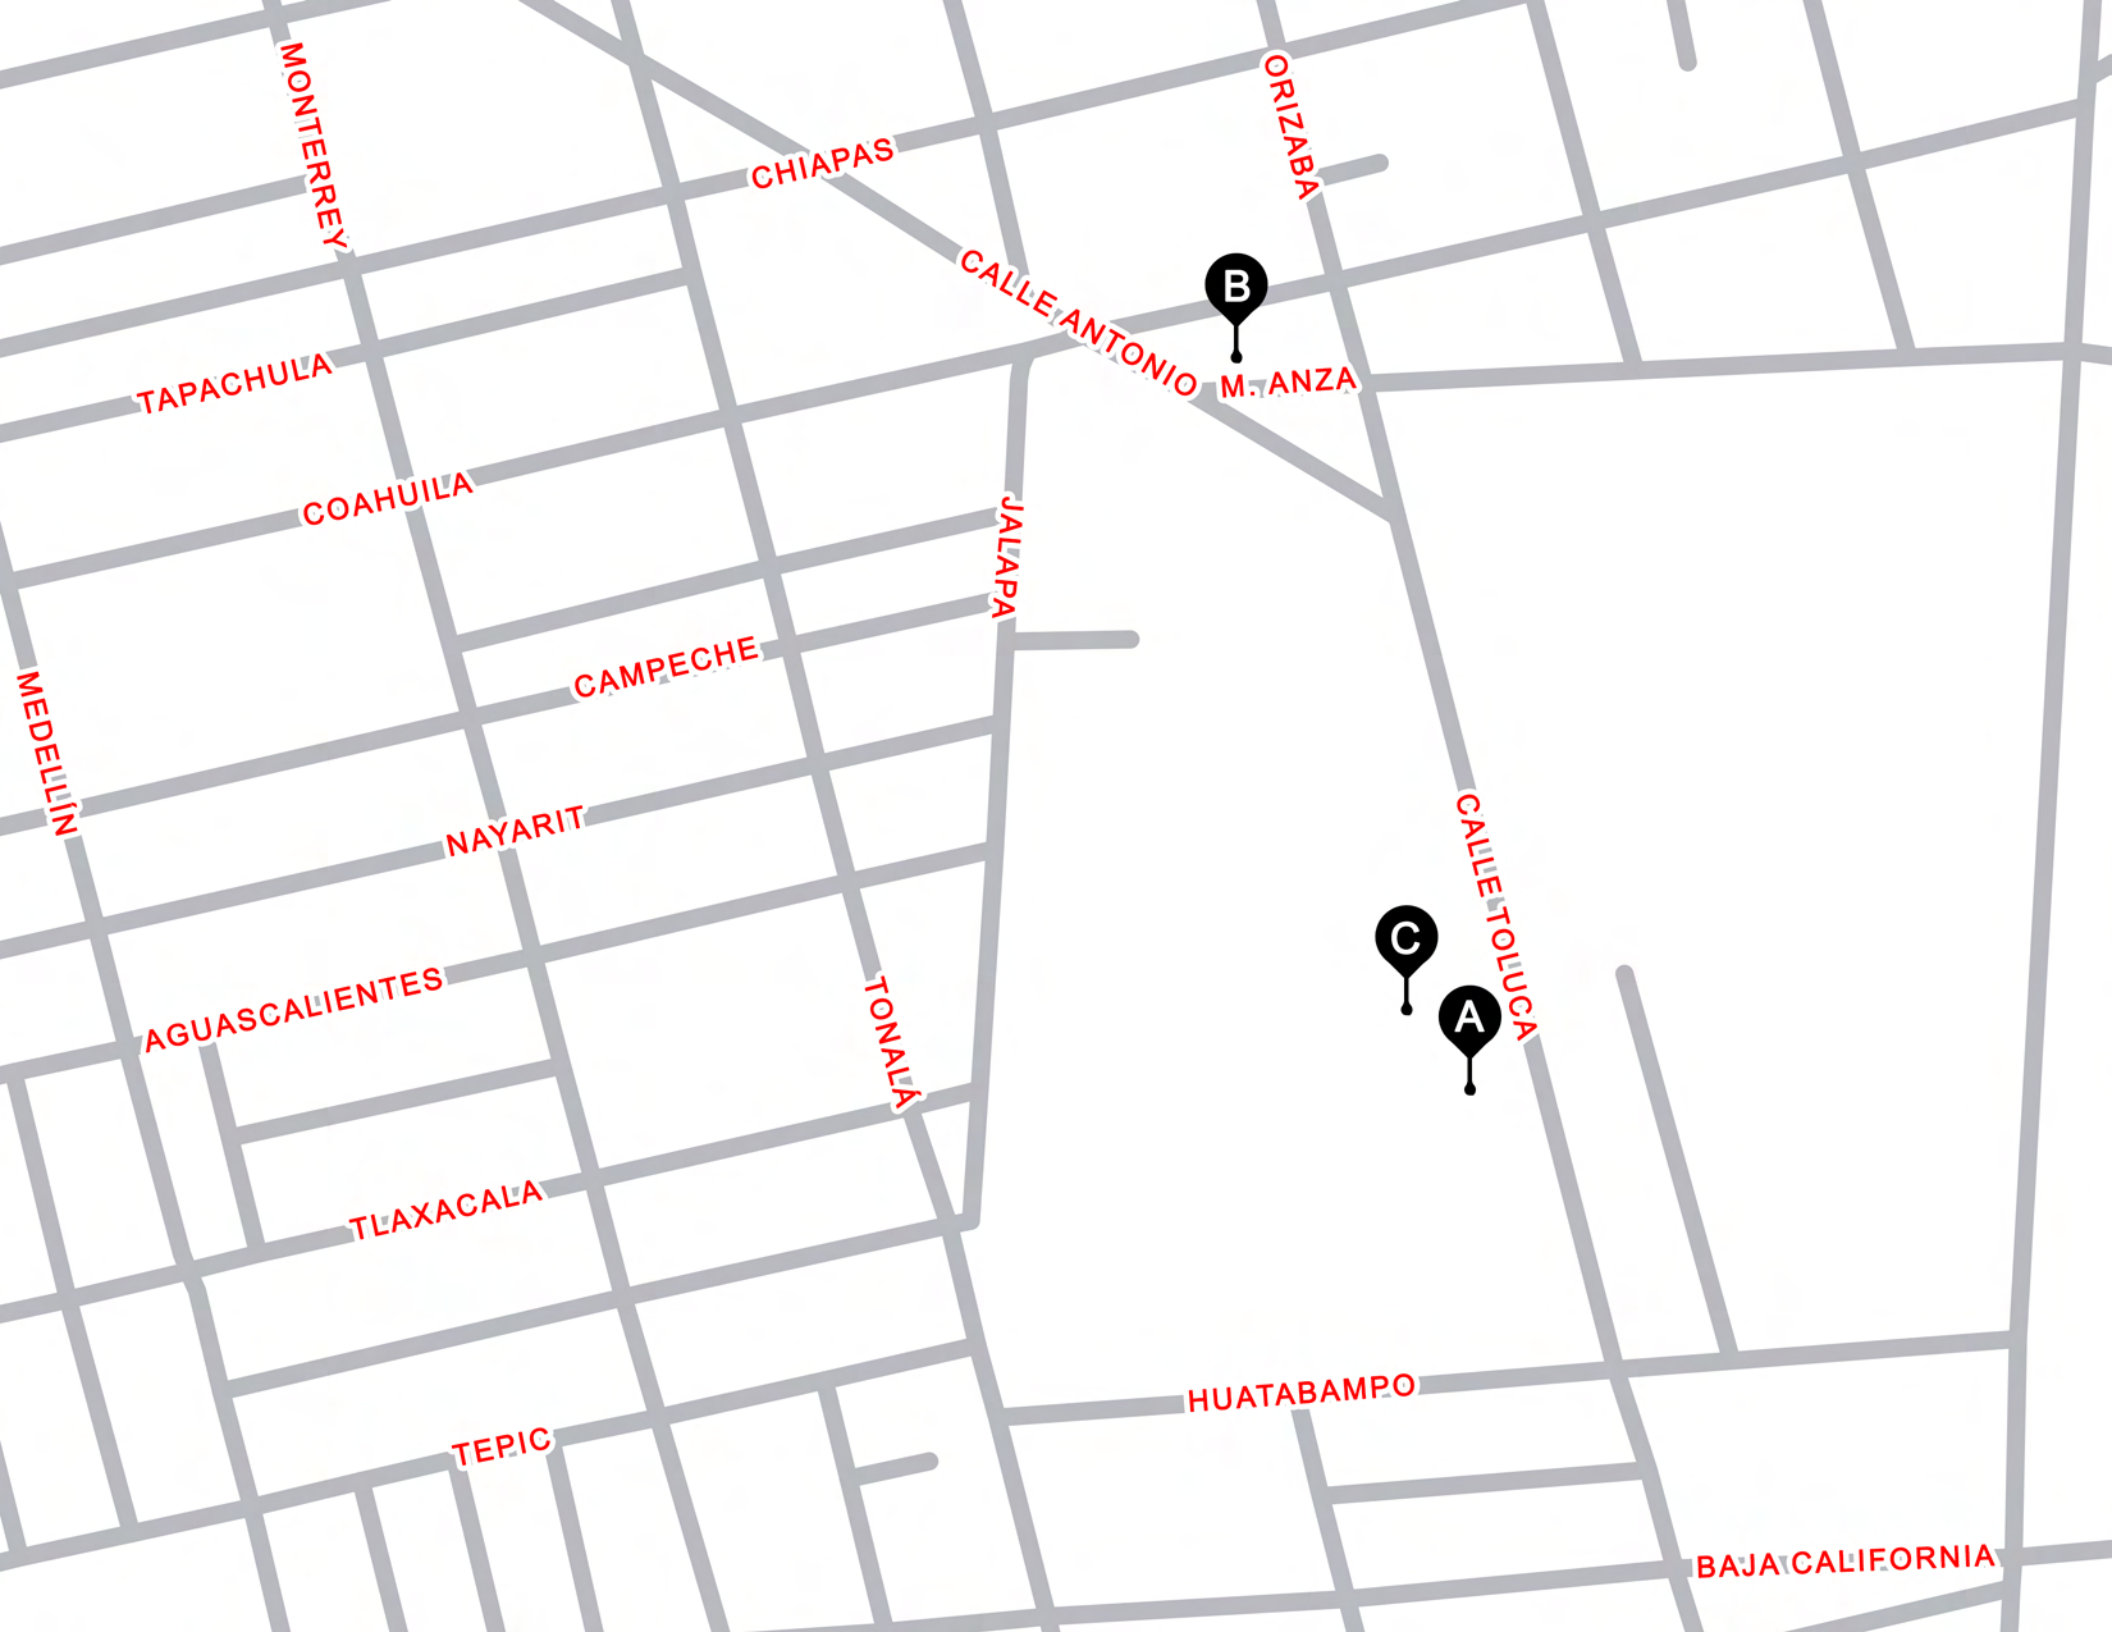 MONTERREY
ORIZABA
CHIAPAS
CALLE ANTONIO
B
M. ANZA
TAPACHULA
COAHUILA
JALAPA
CAMPECHE
MEDELLÍN
NAYARIT
CALLE TOLUCA
C
AGUASCALIENTES
TONALÁ
A
TLAXACALA
HUATABAMPO
TEPIC
BAJA CALIFORNIA